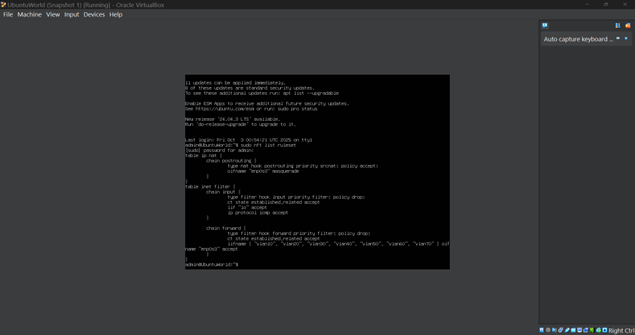 UbuntuWorld (Snapshot 1) [Running] - Oracle VirtualBox
File Machine View Input Devices Help
Auto capture keyboard ...
11 updates can be applied immediately.
8 of these updates are standard security updates.
To see these additional updates run: apt list --upgradable
Enable ESM Apps to receive additional future security updates.
See https://ubuntu.com/esm or run: sudo pro status
New release '24.04.3 LTS' available.
Run 'do-release-upgrade' to upgrade to it.
Last login: Fri Oct 3 00:54:21 UTC 2025 on tty1
admin@Ubuntuworld:~$ sudo nft list ruleset
[sudo] password for admin:
table ip nat {
chain postrouting {
type nat hook postrouting priority srcnat; policy accept;
oifname "enp0s3" masquerade
}
}
table inet filter {
chain input {
type filter hook input priority filter; policy drop;
ct state established,related accept
iif "lo" accept
ip protocol icmp accept
}
chain forward {
type filter hook forward priority filter; policy drop;
ct state established,related accept
iifname { "vlan20", "vlan30", "vlan40", "vlan50", "vlan60", "vlan70" } oif
name "enp0s3" accept
}
}
admin@Ubuntuworld:~$
Right Ctrl